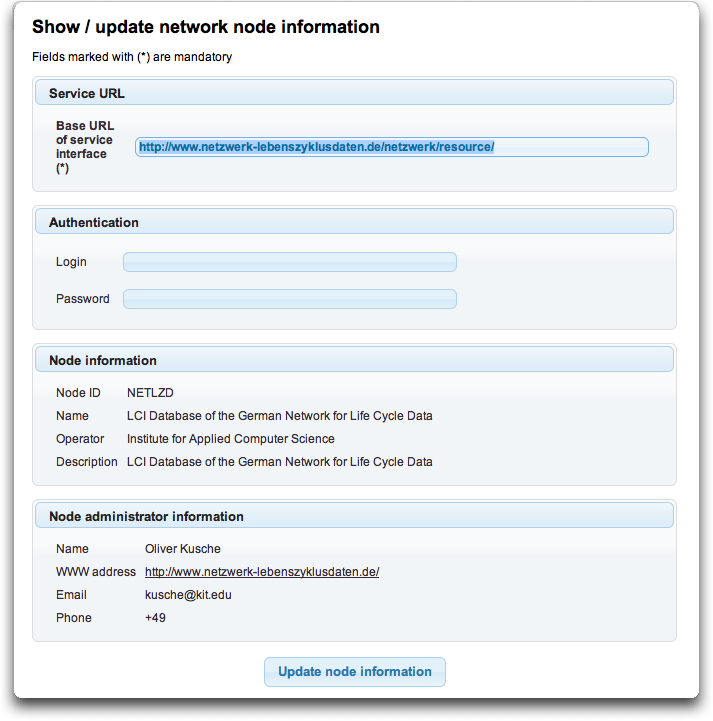 Show / update network node information
Fields marked with (*) are mandatory
Service URL
Base URL
of service
interface
(*)
http://www.netzwerk-lebenszyklusdaten.de/netzwerk/resource/
Authentication
Login
Password
Node information
Node ID NETLZD
Name LCI Database of the German Network for Life Cycle Data
Operator Institute for Applied Computer Science
Description LCI Database of the German Network for Life Cycle Data
Node administrator information
Name Oliver Kusche
WWW address http://www.netzwerk-lebenszyklusdaten.de/
Email kusche@kit.edu
Phone +49
Update node information